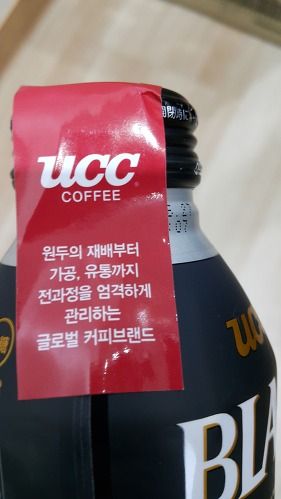 ucc
COFFEE
원두의 재배부터
가공, 유통까지
전과정을 엄격하게
관리하는
글로벌 커피브랜드